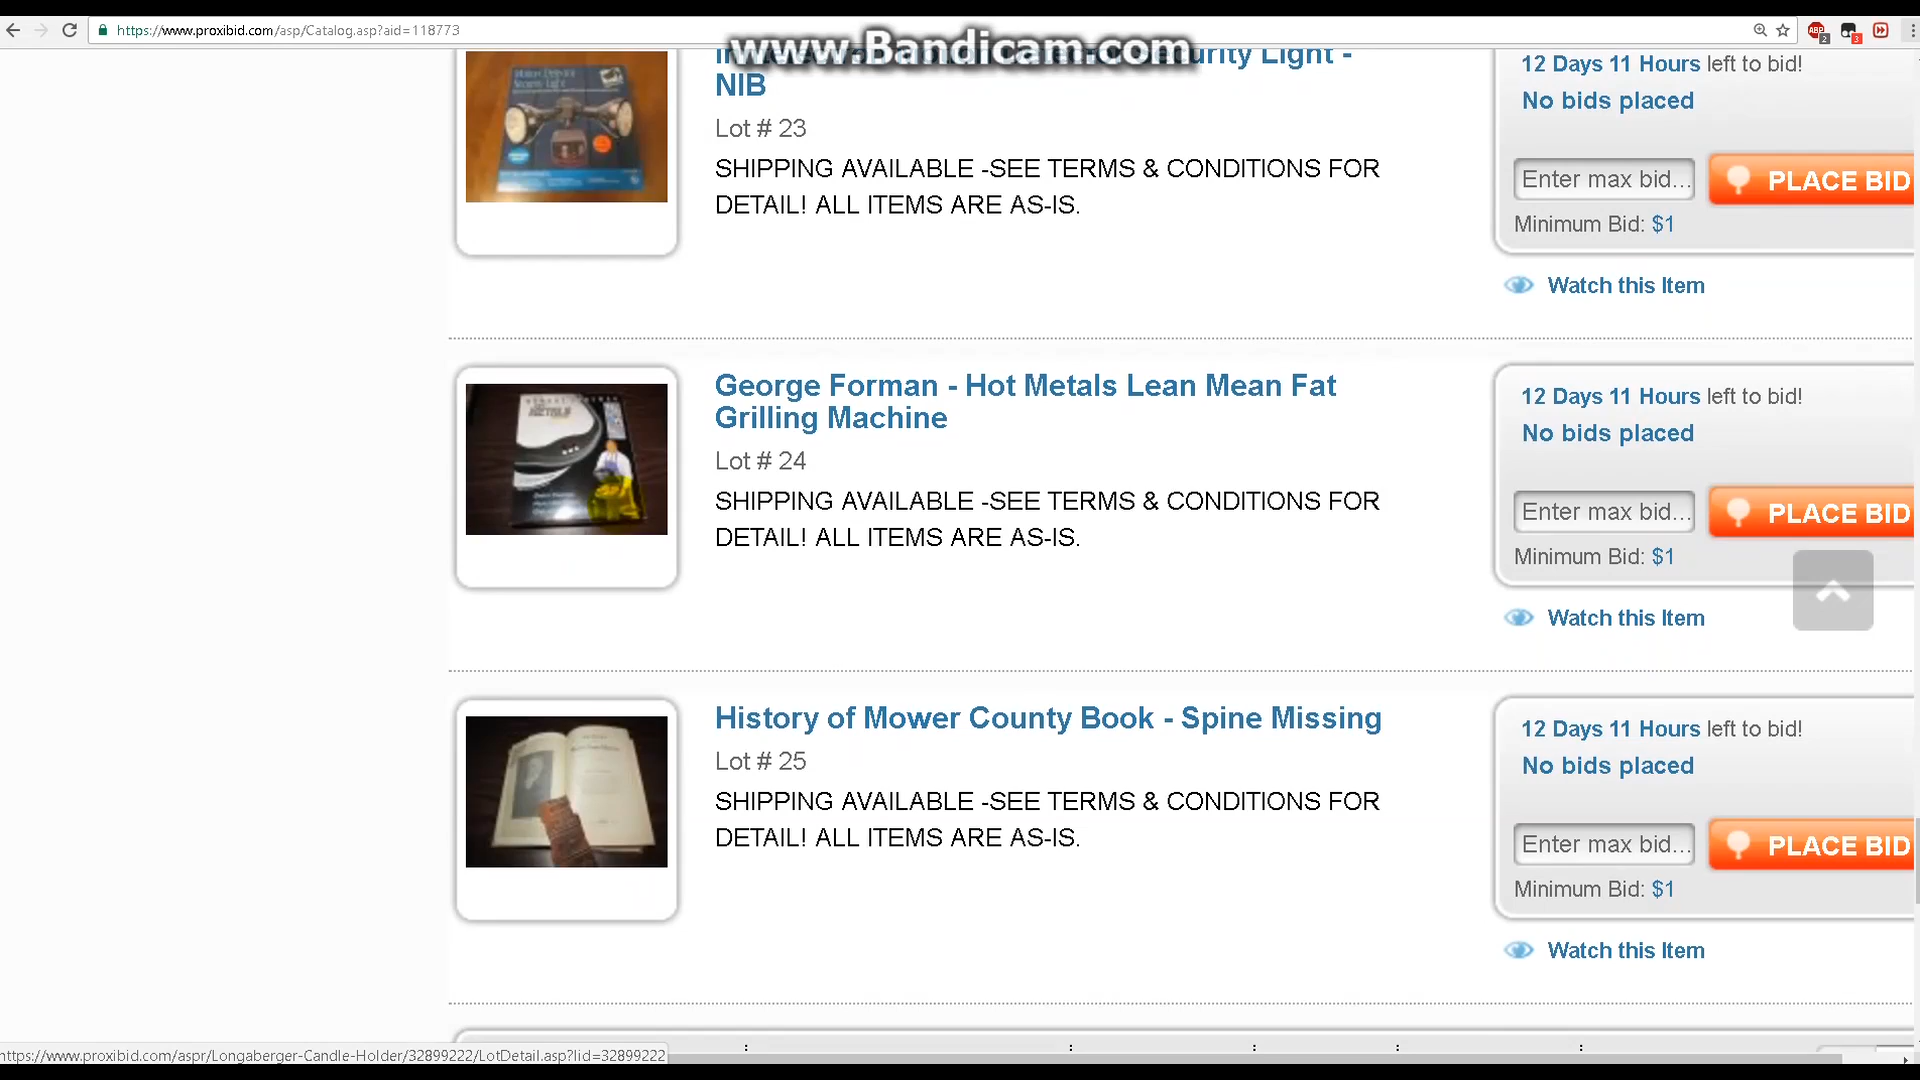 https://www.proxibid.com/asp/Catalog.asp?aid=118773
www.Bandicam.com
urity Light -
NIB
Lot # 23
SHIPPING AVAILABLE -SEE TERMS & CONDITIONS FOR
DETAIL! ALL ITEMS ARE AS-IS.
12 Days 11 Hours left to bid!
No bids placed
Enter max bid...
PLACE BID
Minimum Bid: $1
Watch this Item
George Forman - Hot Metals Lean Mean Fat
Grilling Machine
Lot # 24
SHIPPING AVAILABLE -SEE TERMS & CONDITIONS FOR
DETAIL! ALL ITEMS ARE AS-IS.
12 Days 11 Hours left to bid!
No bids placed
Enter max bid...
PLACE BID
Minimum Bid: $1
Watch this Item
History of Mower County Book - Spine Missing
Lot # 25
SHIPPING AVAILABLE -SEE TERMS & CONDITIONS FOR
DETAIL! ALL ITEMS ARE AS-IS.
12 Days 11 Hours left to bid!
No bids placed
Enter max bid...
PLACE BID
Minimum Bid: $1
Watch this Item
https://www.proxibid.com/aspr/Longaberger-Candle-Holder/32899222/LotDetail.asp?lid=32899222